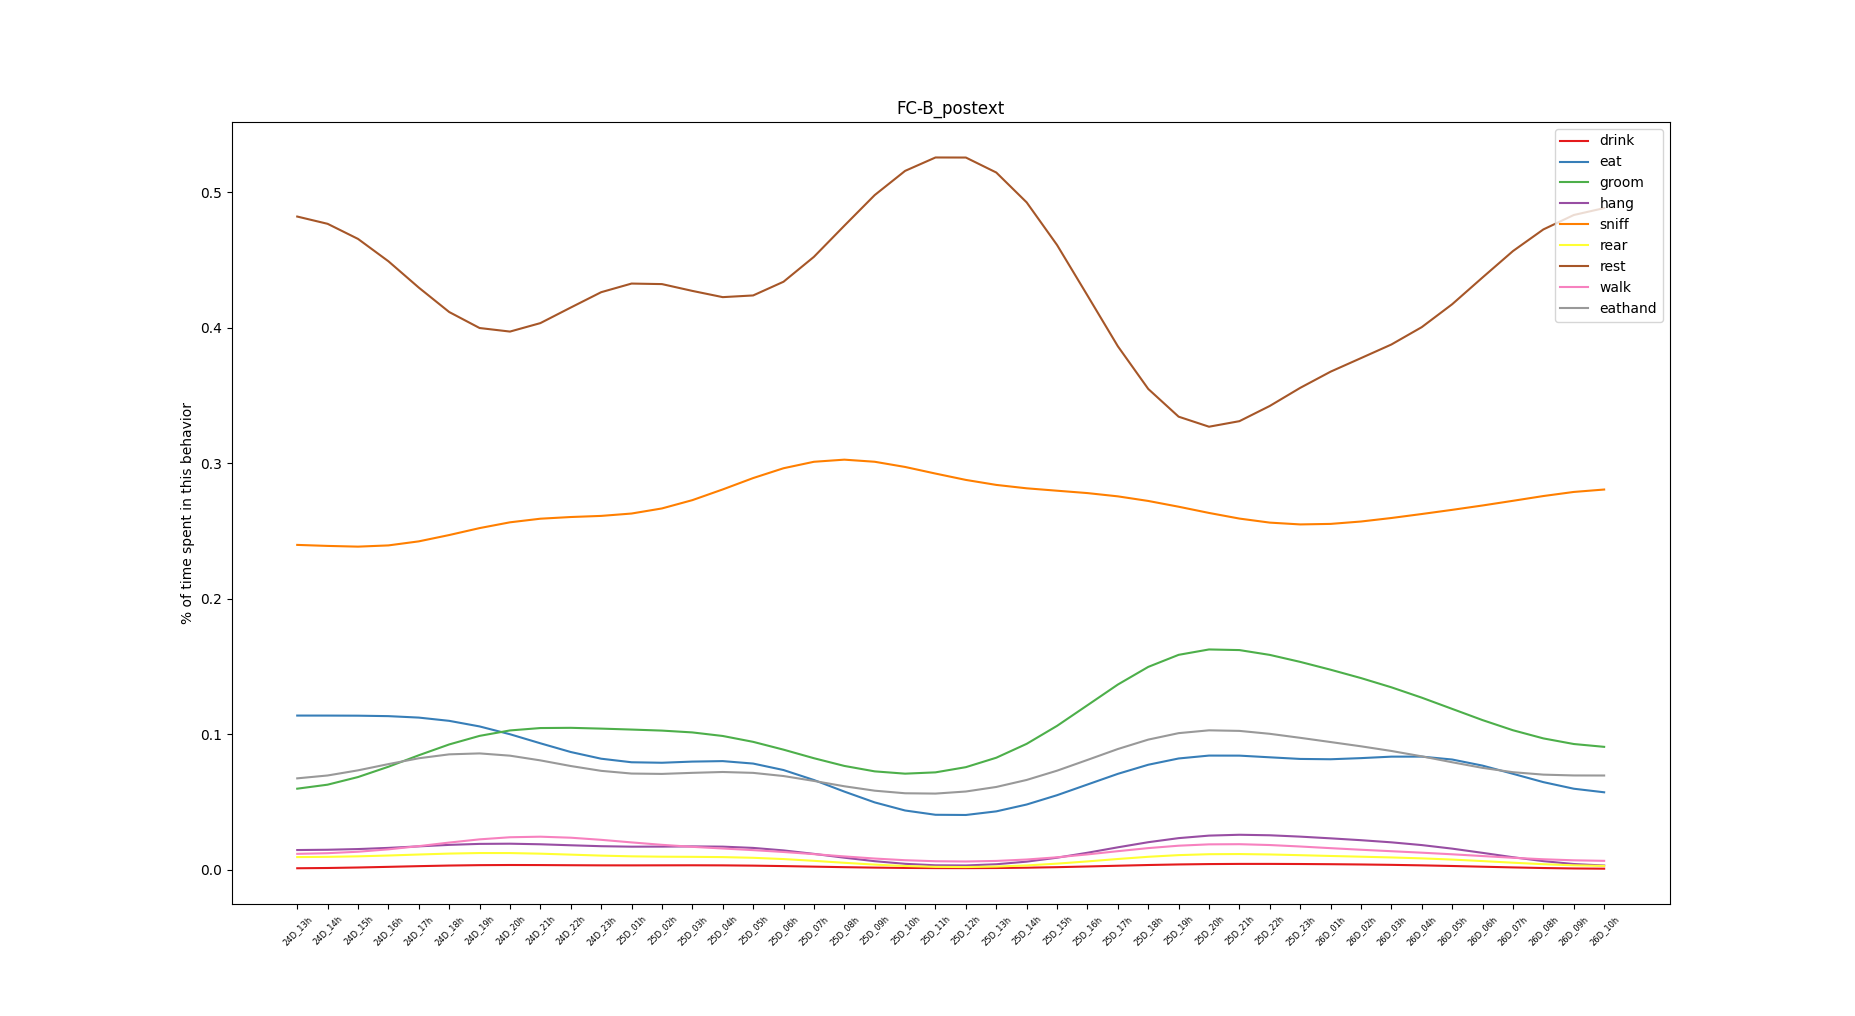 FC-B_postext
% of time spent in this behavior
0.5
0.4
0.3
0.2
0.1
0.0
drink
eat
groom
hang
sniff
rear
rest
walk
eathand
24D_13h 24D_14h 24D_15h 24D_16h 24D_17h 24D_18h 24D_19h 24D_20h 24D_21h 24D_22h 24D_23h 25D_01h 25D_02h 25D_03h 25D_04h 25D_05h 25D_06h 25D_07h 25D_08h 25D_09h 25D_10h 25D_11h 25D_12h 25D_13h 25D_14h 25D_15h 25D_16h 25D_17h 25D_18h 25D_19h 25D_20h 25D_21h 25D_22h 25D_23h 26D_01h 26D_02h 26D_03h 26D_04h 26D_05h 26D_06h 26D_07h 26D_08h 26D_09h 26D_10h